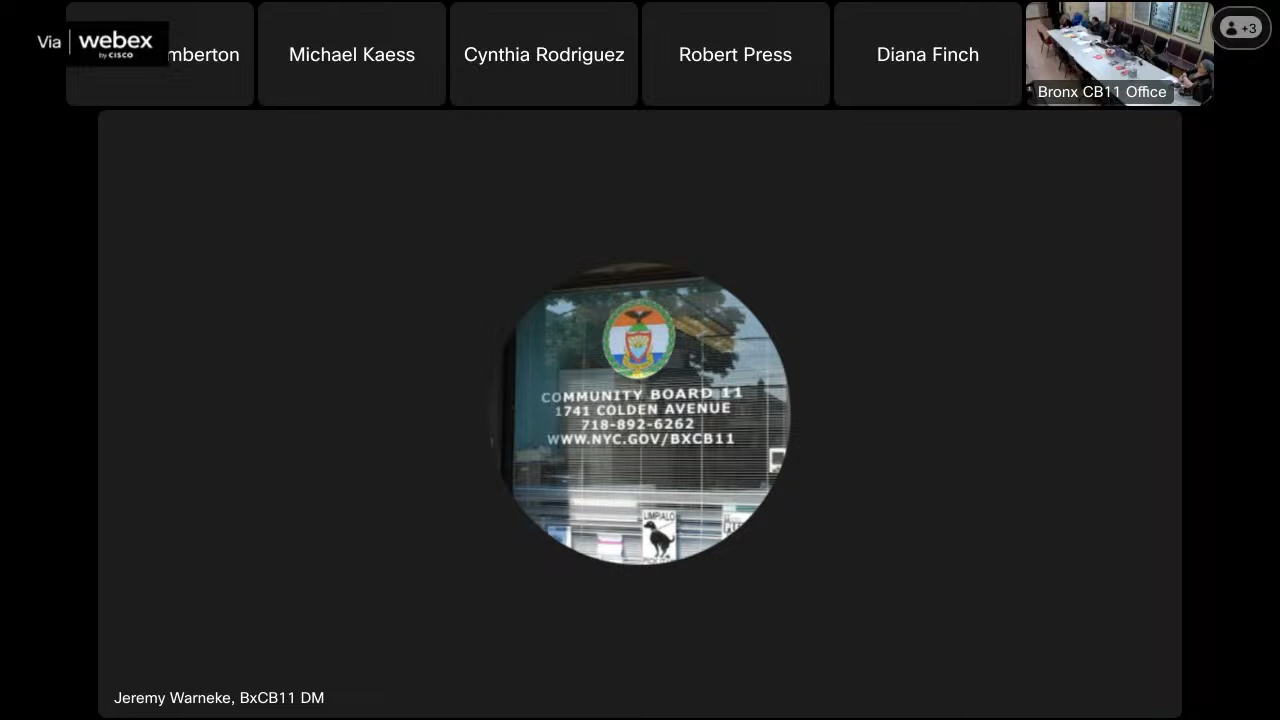 Via webex
by CISCO
mberton
Michael Kaess
Cynthia Rodriguez
Robert Press
Diana Finch
Bronx CB11 Office
+3
COMMUNITY BOARD 11
1741 COLDEN AVENUE
718-892-6262
WWW.NYC.GOV/BXCB11
LIMPIALO
Jeremy Warneke, BxCB11 DM